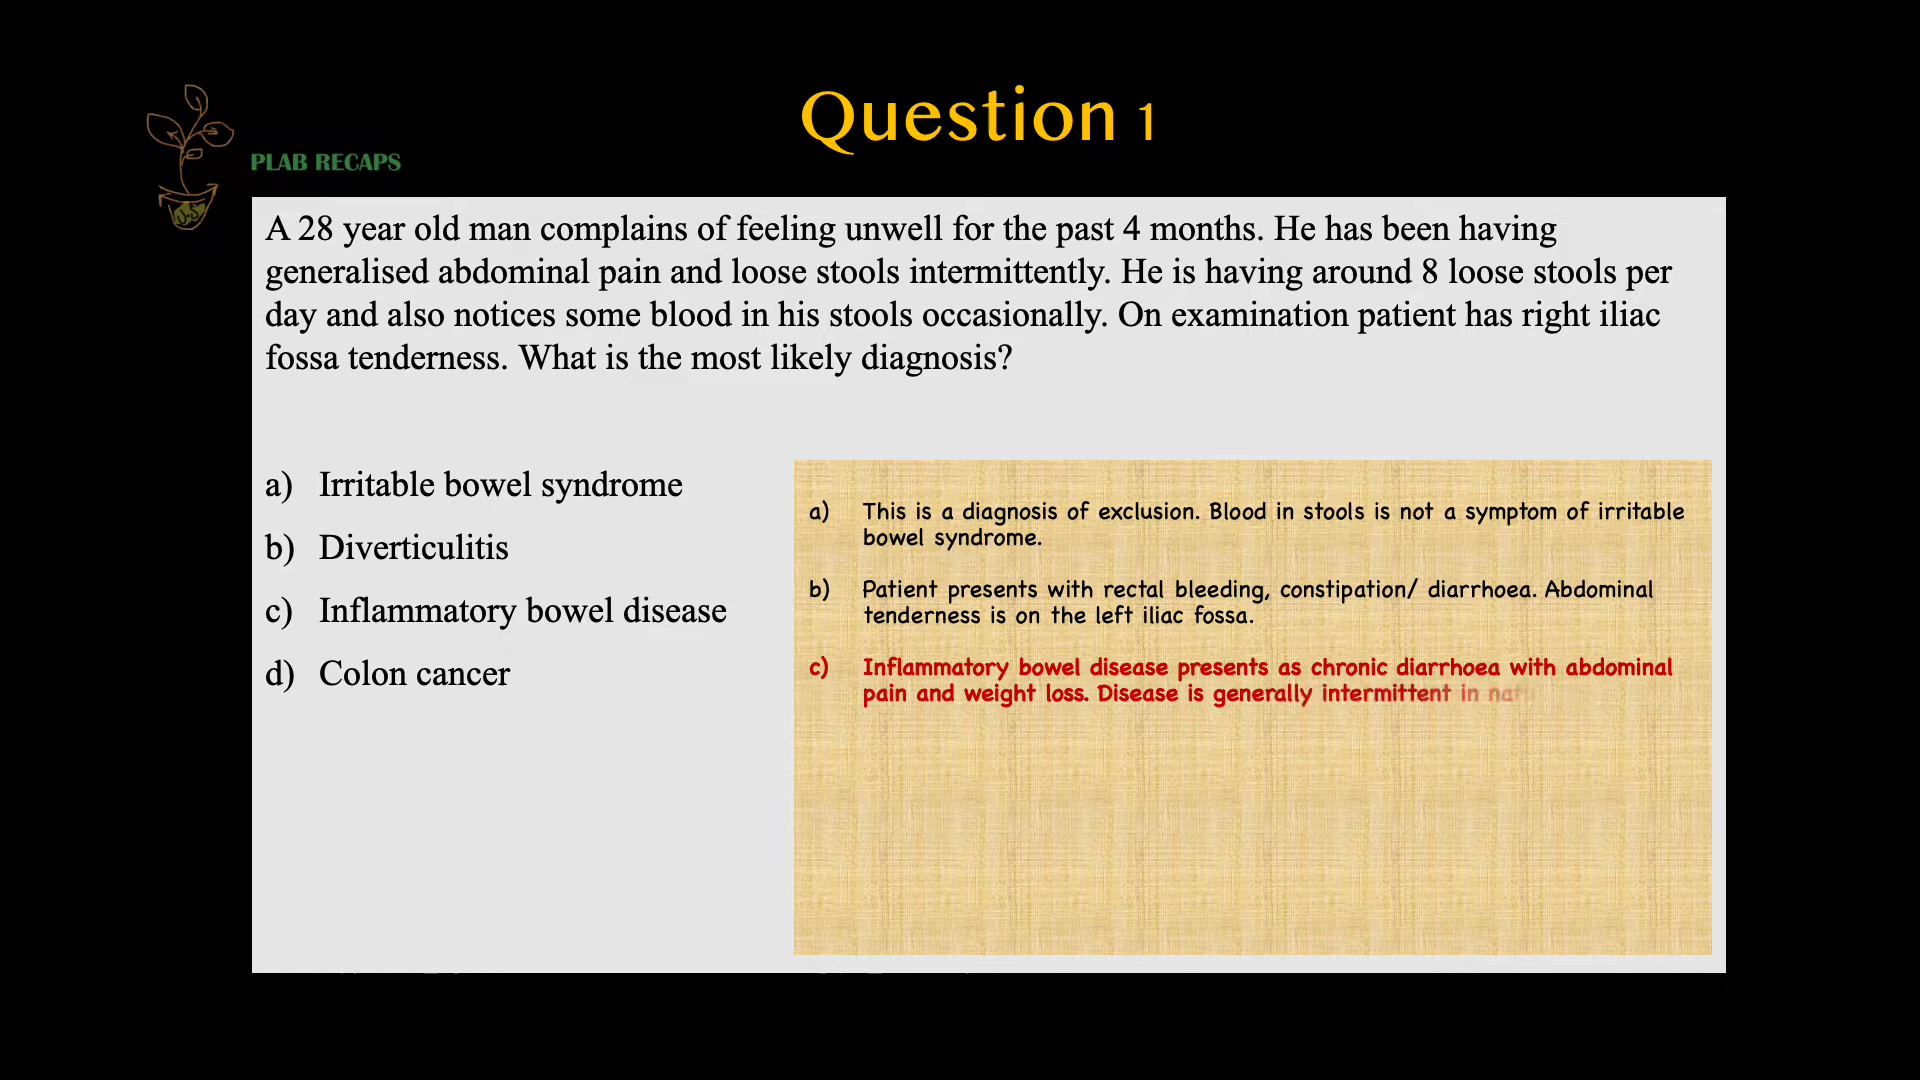 Question 1
PLAB RECAPS
A 28 year old man complains of feeling unwell for the past 4 months. He has been having
generalised abdominal pain and loose stools intermittently. He is having around 8 loose stools per
day and also notices some blood in his stools occasionally. On examination patient has right iliac
fossa tenderness. What is the most likely diagnosis?
a) Irritable bowel syndrome
b) Diverticulitis
c) Inflammatory bowel disease
d) Colon cancer
a) This is a diagnosis of exclusion. Blood in stools is not a symptom of irritable
bowel syndrome.
b) Patient presents with rectal bleeding, constipation/ diarrhoea. Abdominal
tenderness is on the left iliac fossa.
c) Inflammatory bowel disease presents as chronic diarrhoea with abdominal
pain and weight loss. Disease is generally intermittent in